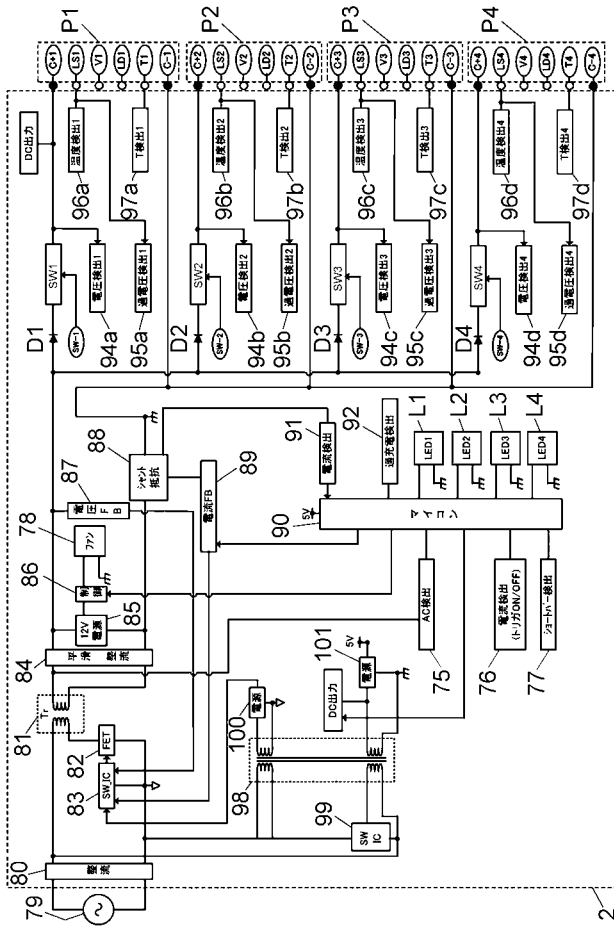 P1
P2
P3
P4
C+1
LS1
V1
LD1
T1
C-1
C+2
LS2
V2
LD2
T2
C-2
C+3
LS3
V3
LD3
T3
C-3
C+4
LS4
V4
LD4
T4
C-4
DC出力
温度検出1
96a
T検出1
97a
温度検出2
96b
T検出2
97b
温度検出3
96c
T検出3
97c
温度検出4
96d
T検出4
97d
D1
SW1
SW-1
電圧検出1
94a
過電圧検出1
95a
D2
SW2
SW-2
電圧検出2
94b
過電圧検出2
95b
D3
SW3
SW-3
電圧検出3
94c
過電圧検出3
95c
D4
SW4
SW-4
電圧検出4
94d
過電圧検出4
95d
78
ファン
87
電圧FB
88
シャント
抵抗
89
電流FB
91
電流検出
92
過充電検出
L1
LED1
L2
LED2
L3
LED3
L4
LED4
90
5V
マイコン
86
制御
85
12V
電源
84
平滑
整流
75
AC検出
76
電流検出
(トリガON/OFF)
77
ショートバー検出
81
Tr
82
FET
83
SW_IC
101
5V
電源
DC出力
100
電源
98
99
SW
IC
80
整流
79
2